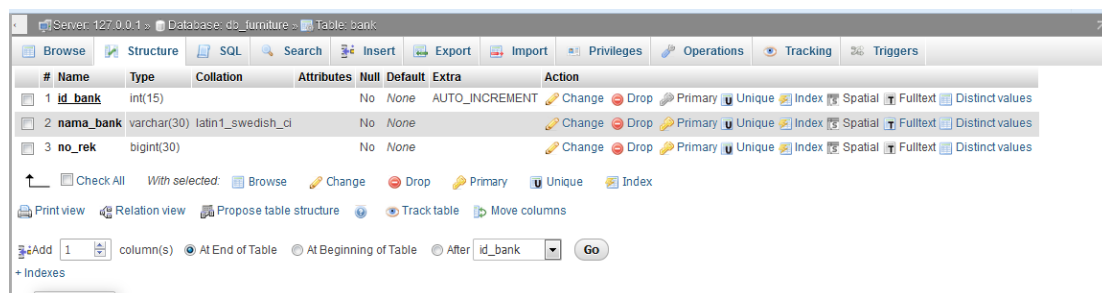 Server: 127.0.0.1 » Database: db_furniture » Table: bank
Browse Structure SQL Search Insert Export Import Privileges Operations Tracking Triggers
# Name Type Collation Attributes Null Default Extra Action
1 id_bank int(15) No None AUTO_INCREMENT Change Drop Primary Unique Index Spatial Fulltext Distinct values
2 nama_bank varchar(30) latin1_swedish_ci No None Change Drop Primary Unique Index Spatial Fulltext Distinct values
3 no_rek bigint(30) No None Change Drop Primary Unique Index Spatial Fulltext Distinct values
Check All With selected: Browse Change Drop Primary Unique Index
Print view Relation view Propose table structure Track table Move columns
Add 1 column(s) At End of Table At Beginning of Table After id_bank Go
+ Indexes